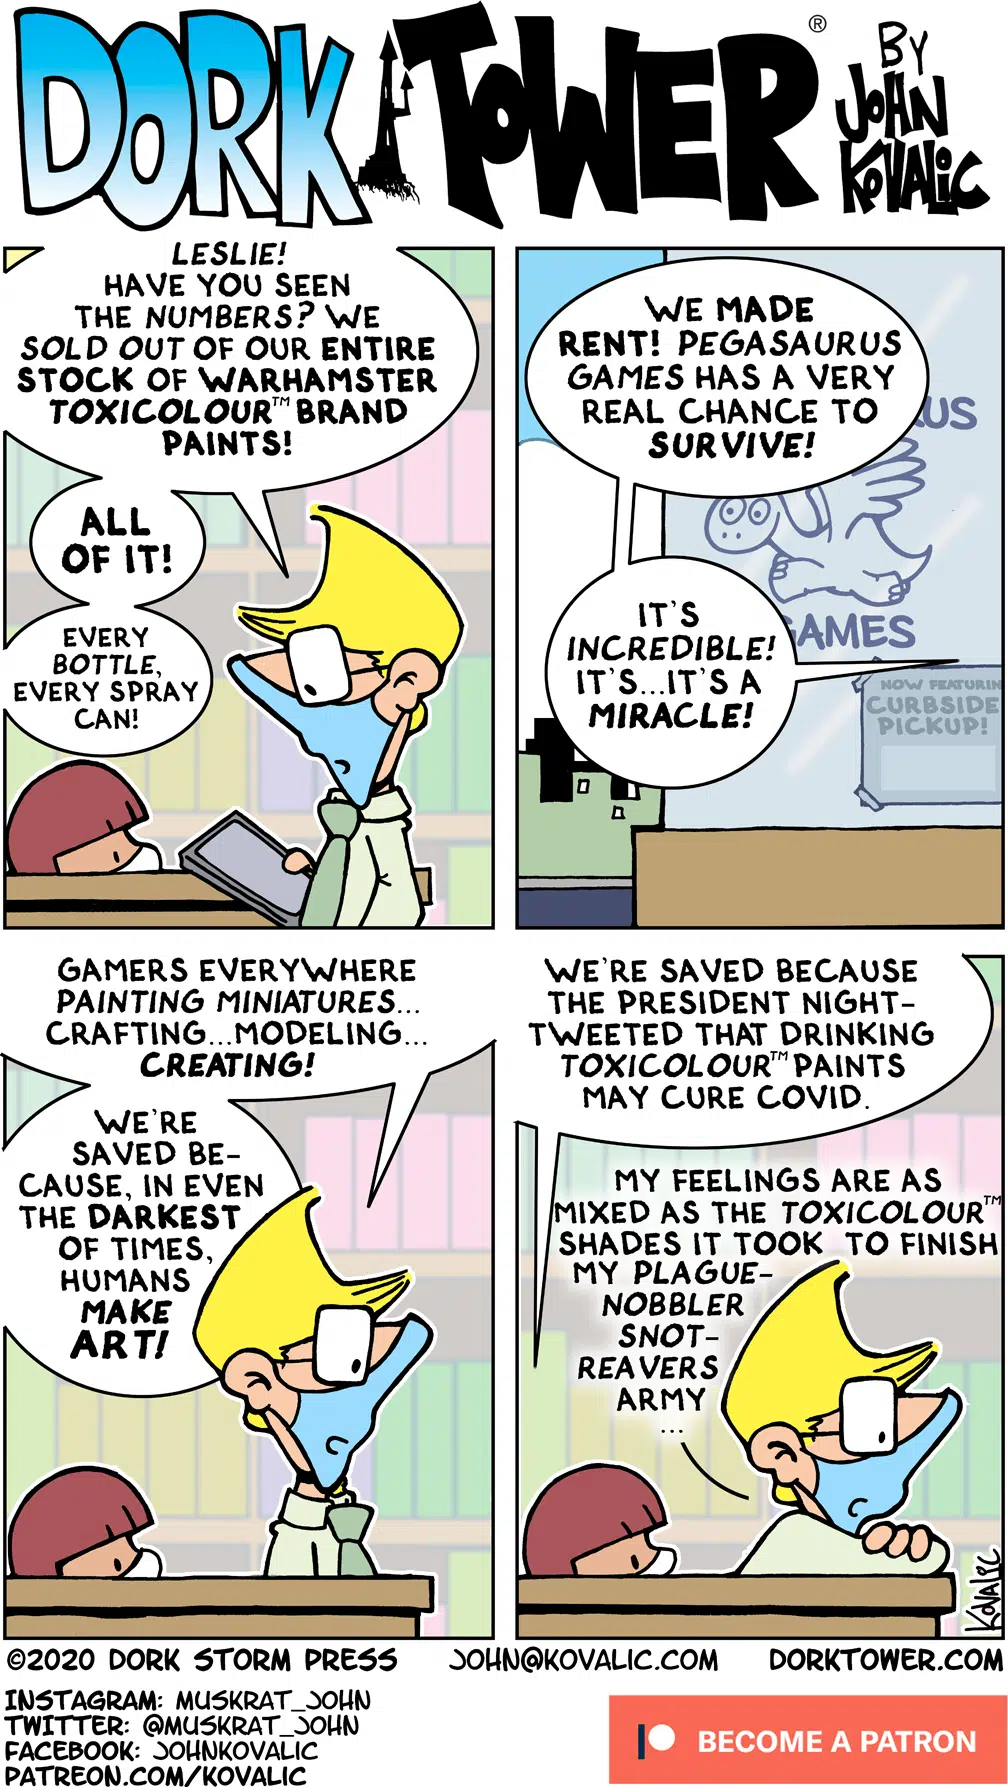 DORK TOWER ®
BY
JOHN
KOVALIC
LESLIE!
HAVE YOU SEEN
THE NUMBERS? WE
SOLD OUT OF OUR ENTIRE
STOCK OF WARHAMSTER
TOXICOLOUR™ BRAND
PAINTS!
ALL
OF IT!
EVERY
BOTTLE,
EVERY SPRAY
CAN!
WE MADE
RENT! PEGASAURUS
GAMES HAS A VERY
REAL CHANCE TO
SURVIVE!
US
GAMES
IT'S
INCREDIBLE!
IT'S...IT'S A
MIRACLE!
NOW FEATURIN
CURBSIDE
PICKUP!
GAMERS EVERYWHERE
PAINTING MINIATURES...
CRAFTING...MODELING...
CREATING!
WE'RE
SAVED BE-
CAUSE, IN EVEN
THE DARKEST
OF TIMES,
HUMANS
MAKE
ART!
WE'RE SAVED BECAUSE
THE PRESIDENT NIGHT-
TWEETED THAT DRINKING
TOXICOLOUR™ PAINTS
MAY CURE COVID.
MY FEELINGS ARE AS
MIXED AS THE TOXICOLOUR™
SHADES IT TOOK TO FINISH
MY PLAGUE-
NOBBLER
SNOT-
REAVERS
ARMY
...
KOVALIC
©2020 DORK STORM PRESS JOHN@KOVALIC.COM DORKTOWER.COM
INSTAGRAM: MUSKRAT_JOHN
TWITTER: @MUSKRAT_JOHN
FACEBOOK: JOHNKOVALIC
PATREON.COM/KOVALIC
BECOME A PATRON